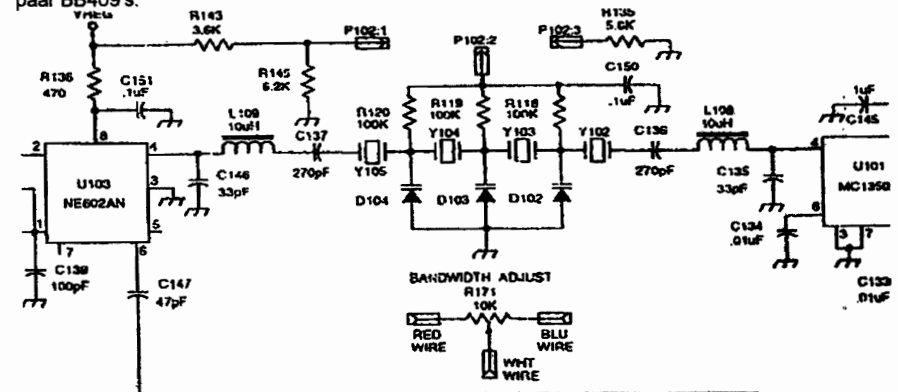 paar BB409's.
R143
3.6K
P102:1
P102:2
P102:3
R135
5.6K
R136
470
C151
.1uF
R145
6.2K
C150
.1uF
1uF
C145
L109
10uH
C137
270pF
R120
100K
R119
100K
R118
100K
Y105
Y104
Y103
Y102
C136
270pF
L108
10uH
8
2
4
U103
NE602AN
3
1
5
7
6
C146
33pF
D104
D103
D102
C135
33pF
4
U101
MC1350
6
3
7
C134
.01uF
C133
.01uF
C139
100pF
C147
47pF
BANDWIDTH ADJUST
R171
10K
RED
WIRE
BLU
WIRE
WHT
WIRE